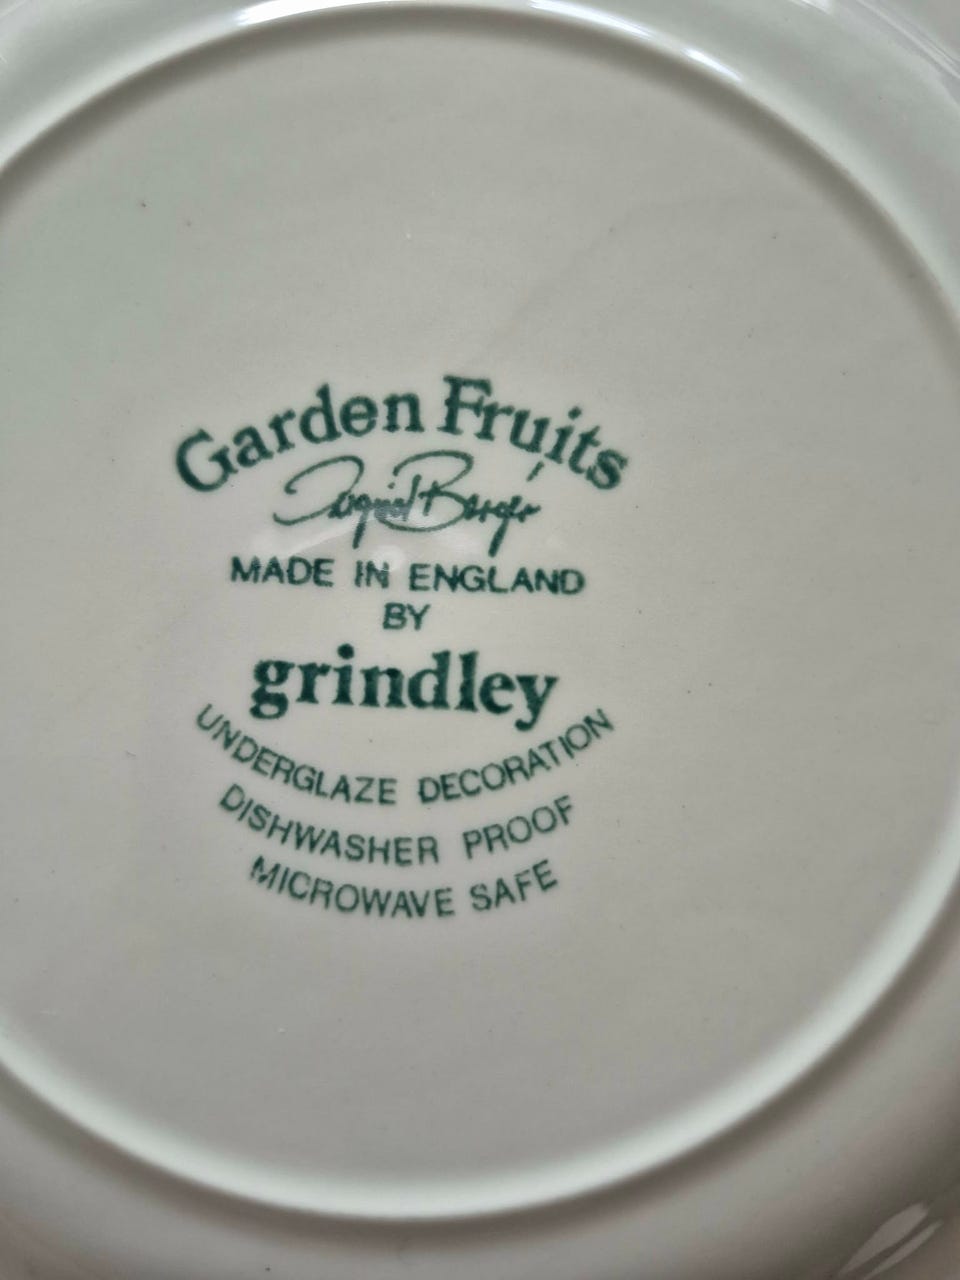 Garden Fruits
MADE IN ENGLAND
BY
grindley
UNDERGLAZE DECORATION
DISHWASHER PROOF
MICROWAVE SAFE